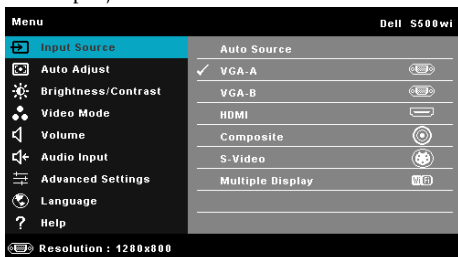 Menu Dell S500wi
Input Source
Auto Adjust
Brightness/Contrast
Video Mode
Volume
Audio Input
Advanced Settings
Language
? Help
Auto Source
✓ VGA-A
VGA-B
HDMI
Composite
S-Video
Multiple Display WiFi
Resolution : 1280x800